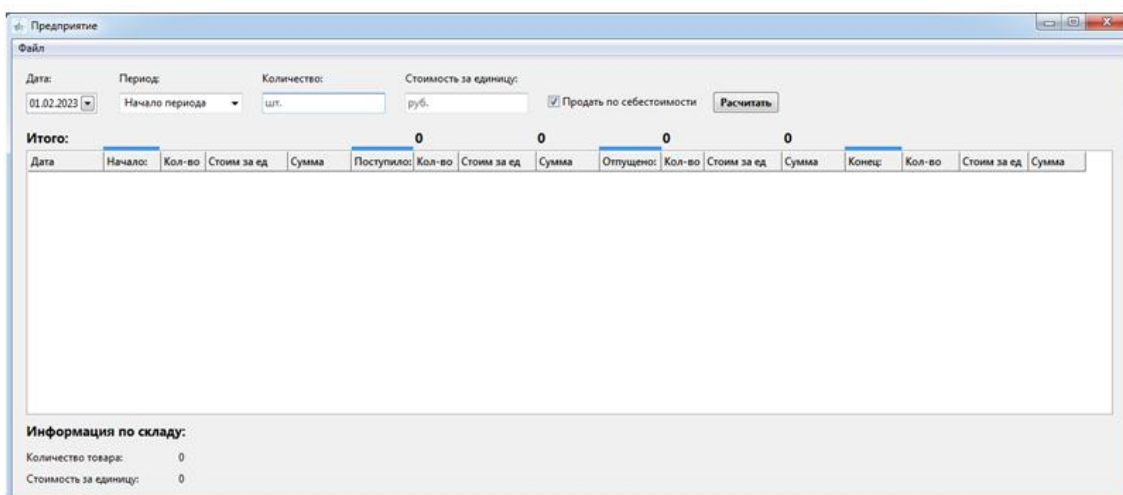 Предприятие
Файл
Дата: Период: Количество: Стоимость за единицу:
01.02.2023 Начало периода шт. руб. Продать по себестоимости Расчитать
Итого: 0 0 0 0
Дата Начало: Кол-во Стоим за ед Сумма Поступило: Кол-во Стоим за ед Сумма Отпущено: Кол-во Стоим за ед Сумма Конец: Кол-во Стоим за ед Сумма
Информация по складу:
Количество товара: 0
Стоимость за единицу: 0